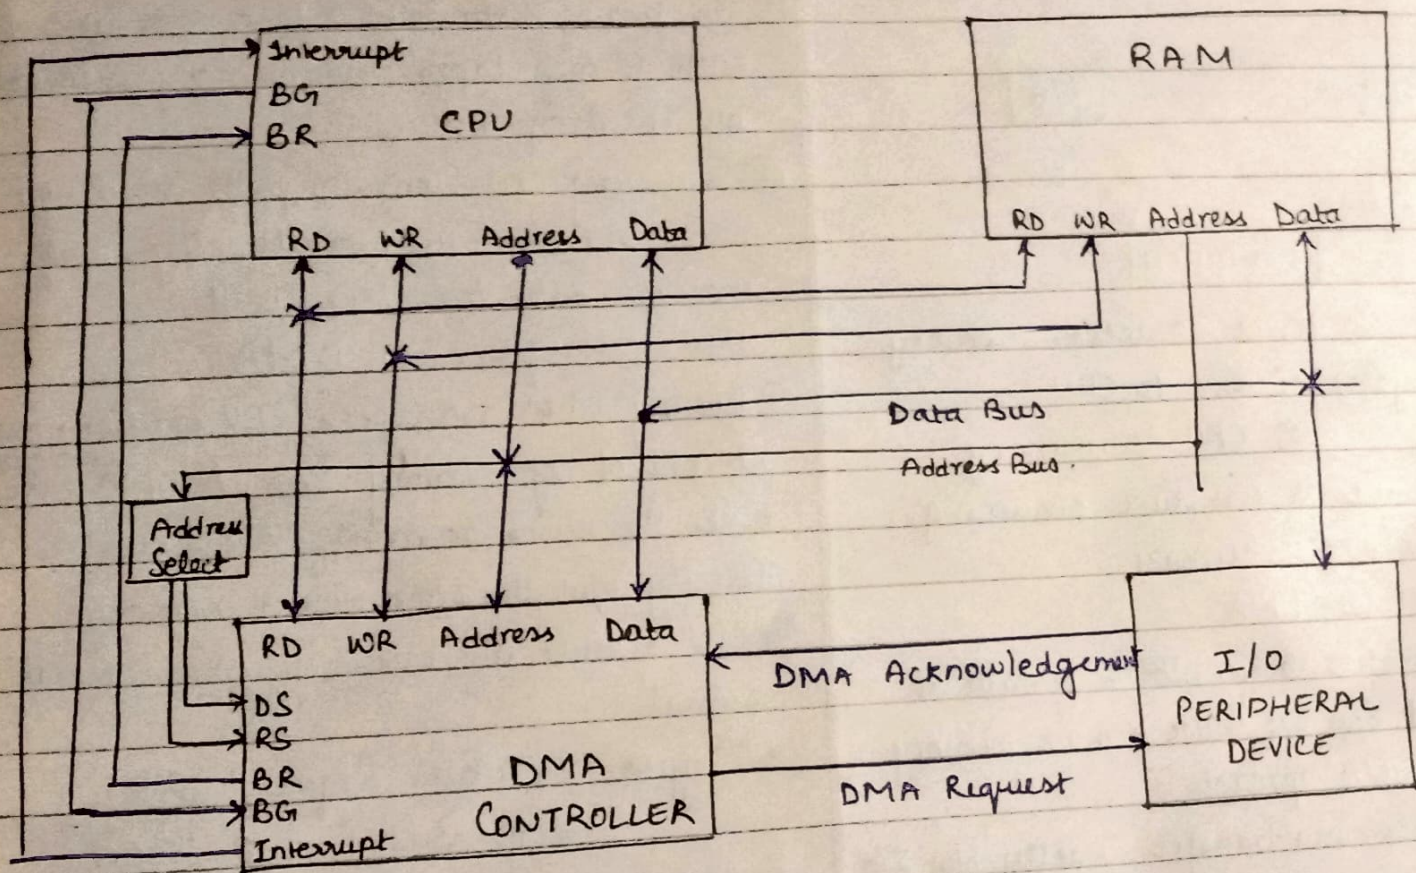 Interrupt
BG
BR
CPU
RD WR Address Data
RAM
RD WR Address Data
Data Bus
Address Bus.
Address
Select
RD WR Address Data
DS
RS
BR
BG
Interrupt
DMA
CONTROLLER
DMA Acknowledgement
DMA Request
I/O
PERIPHERAL
DEVICE